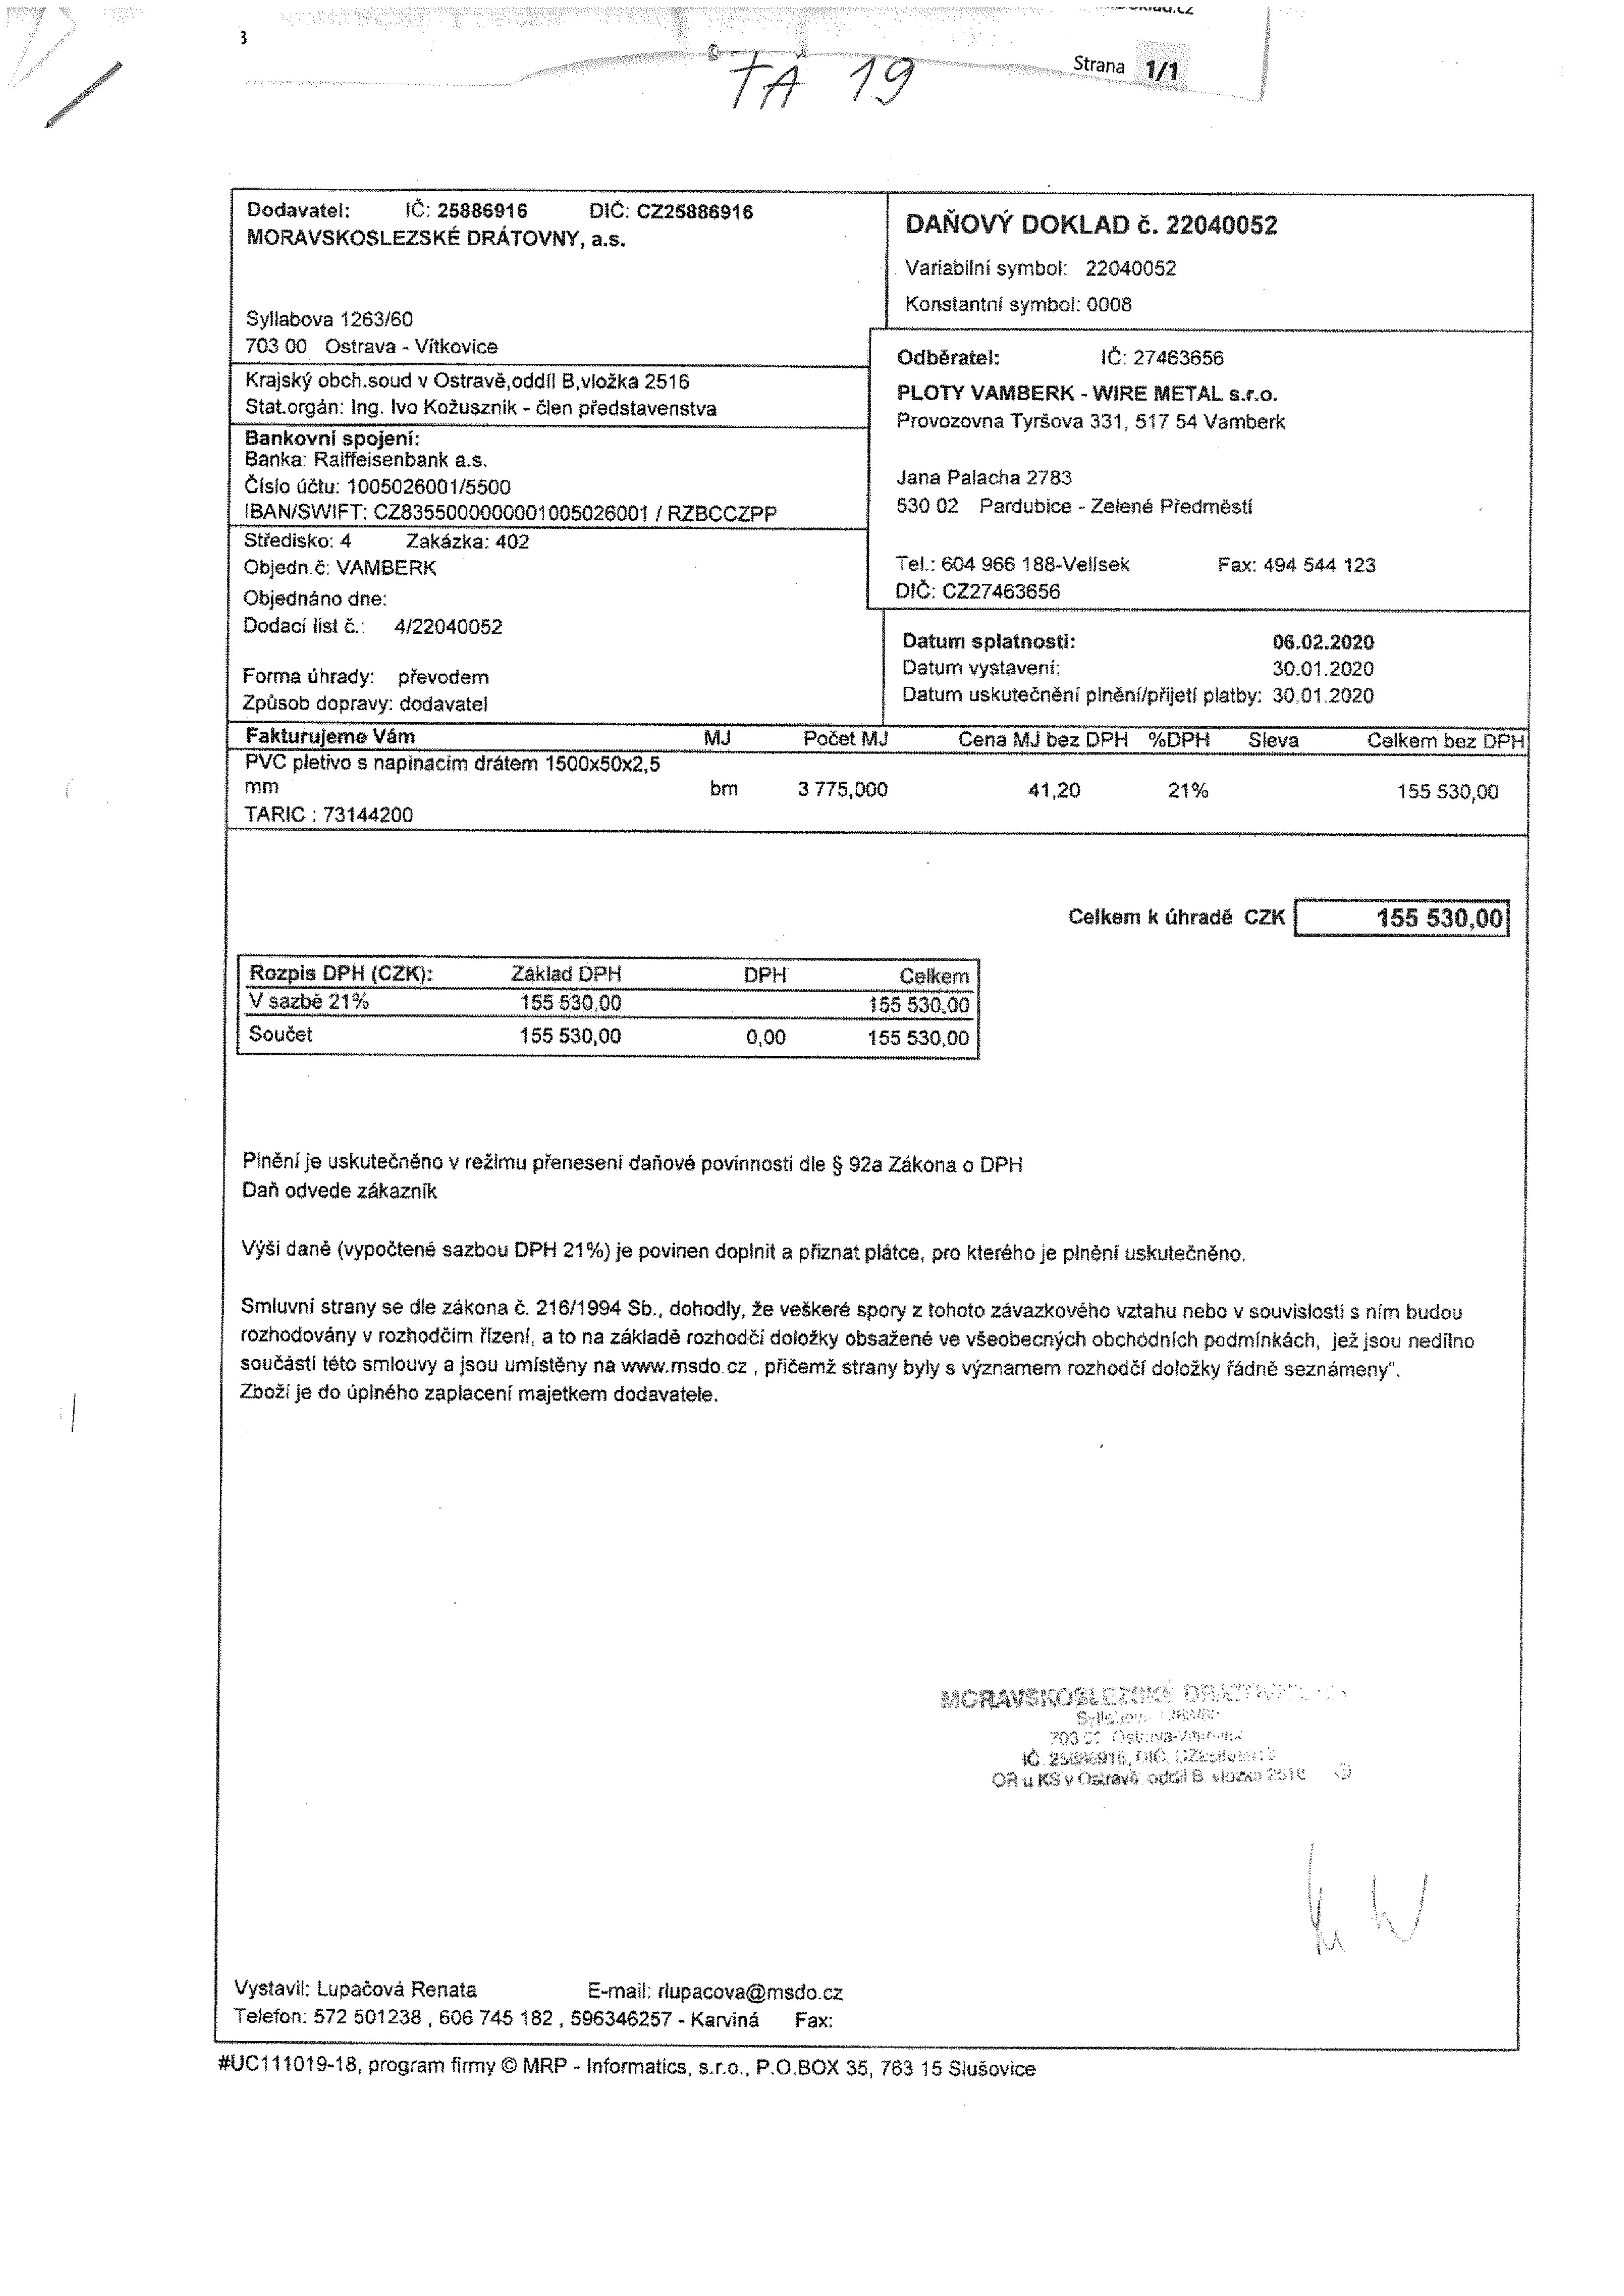 3
Strana 1/1
FA 19
Dodavatel: IČ: 25886916 DIČ: CZ25886916
MORAVSKOSLEZSKÉ DRÁTOVNY, a.s.
Syllabova 1263/60
703 00 Ostrava - Vítkovice
Krajský obch.soud v Ostravě,oddíl B,vložka 2516
Stat.orgán: Ing. Ivo Kožusznik - člen představenstva
Bankovní spojení:
Banka: Raiffeisenbank a.s.
Číslo účtu: 1005026001/5500
IBAN/SWIFT: CZ8355000000001005026001 / RZBCCZPP
Středisko: 4 Zakázka: 402
Objedn.č: VAMBERK
Objednáno dne:
Dodací list č.: 4/22040052
Forma úhrady: převodem
Způsob dopravy: dodavatel
DAŇOVÝ DOKLAD č. 22040052
Variabilní symbol: 22040052
Konstantní symbol: 0008
Odběratel: IČ: 27463656
PLOTY VAMBERK - WIRE METAL s.r.o.
Provozovna Tyršova 331, 517 54 Vamberk
Jana Palacha 2783
530 02 Pardubice - Zelené Předměstí
Tel.: 604 966 188-Velísek Fax: 494 544 123
DIČ: CZ27463656
Datum splatnosti: 06.02.2020
Datum vystavení: 30.01.2020
Datum uskutečnění plnění/přijetí platby: 30.01.2020
Fakturujeme Vám MJ Počet MJ Cena MJ bez DPH %DPH Sleva Celkem bez DPH
PVC pletivo s napínacím drátem 1500x50x2,5
mm bm 3 775,000 41,20 21% 155 530,00
TARIC : 73144200
Celkem k úhradě CZK 155 530,00
Rozpis DPH (CZK): Základ DPH DPH Celkem
V sazbě 21% 155 530,00 155 530,00
Součet 155 530,00 0,00 155 530,00
Plnění je uskutečněno v režimu přenesení daňové povinnosti dle § 92a Zákona o DPH
Daň odvede zákazník
Výši daně (vypočtené sazbou DPH 21%) je povinen doplnit a přiznat plátce, pro kterého je plnění uskutečněno.
Smluvní strany se dle zákona č. 216/1994 Sb., dohodly, že veškeré spory z tohoto závazkového vztahu nebo v souvislosti s ním budou
rozhodovány v rozhodčím řízení, a to na základě rozhodčí doložky obsažené ve všeobecných obchodních podmínkách, jež jsou nedílno
součástí této smlouvy a jsou umístěny na www.msdo.cz , přičemž strany byly s významem rozhodčí doložky řádně seznámeny".
Zboží je do úplného zaplacení majetkem dodavatele.
MORAVSKOSLEZSKÉ
703
IČ: 25886916, DIČ:
OR u KS v Ostravě, oddíl B, vložka 2516
Vystavil: Lupačová Renata E-mail: rlupacova@msdo.cz
Telefon: 572 501238 , 606 745 182 , 596346257 - Karviná Fax:
#UC111019-18, program firmy © MRP - Informatics, s.r.o., P.O.BOX 35, 763 15 Slušovice